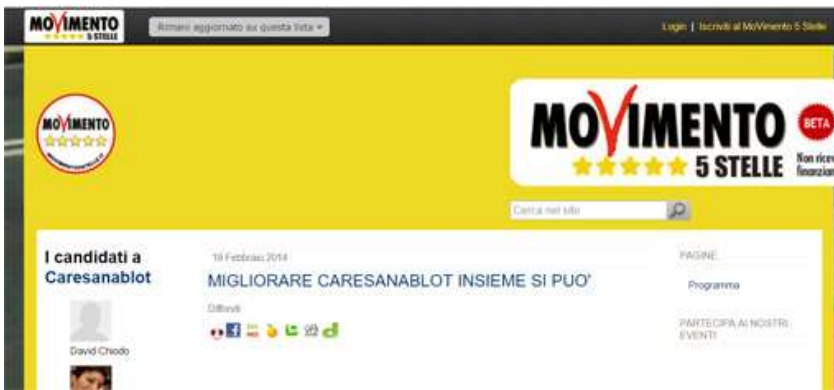 MOVIMENTO
5 STELLE
Rimani aggiornato su questa lista
Login | Iscriviti al MoVimento 5 Stelle
MOVIMENTO
MOVIMENTO
5 STELLE
BETA
Non rice
finanzian
Cerca nel sito
I candidati a
Caresanablot
David Chiodo
19 Febbraio 2014
MIGLIORARE CARESANABLOT INSIEME SI PUO'
Diffondi
PAGINE
Programma
PARTECIPA AI NOSTRI
EVENTI